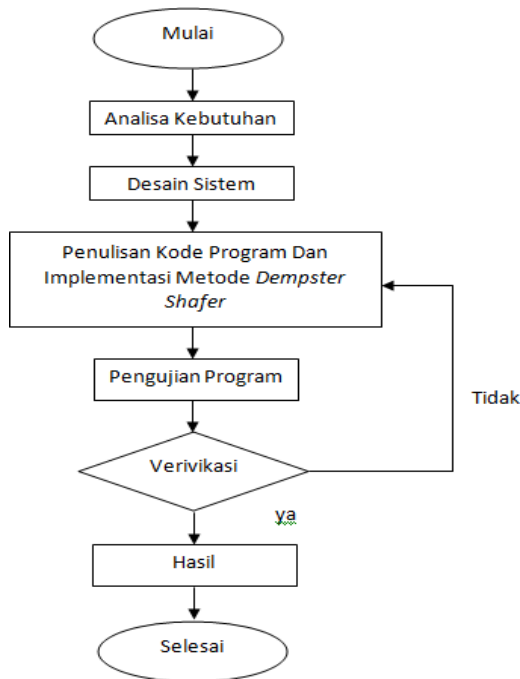 Mulai
Analisa Kebutuhan
Desain Sistem
Penulisan Kode Program Dan
Implementasi Metode Dempster
Shafer
Pengujian Program
Tidak
Verivikasi
ya
Hasil
Selesai